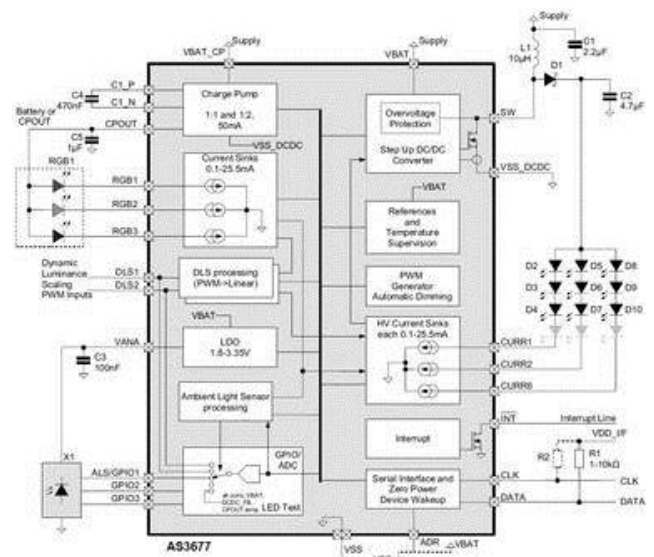 Supply
VBAT_CP
Supply
VBAT
Supply
C1
2.2µF
L1
10µH
D1
C1_P
C4
470nF
C1_N
Battery or
CPOUT
CPOUT
C5
1µF
Charge Pump
1:1 and 1:2,
50mA
VSS_DCDC
Overvoltage
Protection
Step Up DC/DC
Converter
SW
C2
4.7µF
VSS_DCDC
RGB1
Current Sinks
0.1-25.5mA
RGB1
RGB2
RGB3
VBAT
References
and
Temperature
Supervision
Dynamic
Luminance
Scaling
PWM Inputs
DLS1
DLS2
DLS processing
(PWM->Linear)
PWM
Generator
Automatic Dimming
D2
D5
D8
D3
D6
D9
D4
D7
D10
VBAT
VANA
C3
100nF
LDO
1.8-3.35V
HV Current Sinks
each 0.1-25.5mA
CURR1
CURR2
CURR6
Ambient Light Sensor
processing
Interrupt
INT
Interrupt Line
VDD_I/F
GPIO/
ADC
X1
ALS/GPIO1
GPIO2
GPIO3
LED Test
R2
R1
1-10kΩ
Serial Interface and
Zero Power
Device Wakeup
CLK
CLK
DATA
DATA
AS3677
VSS
ADR
VBAT